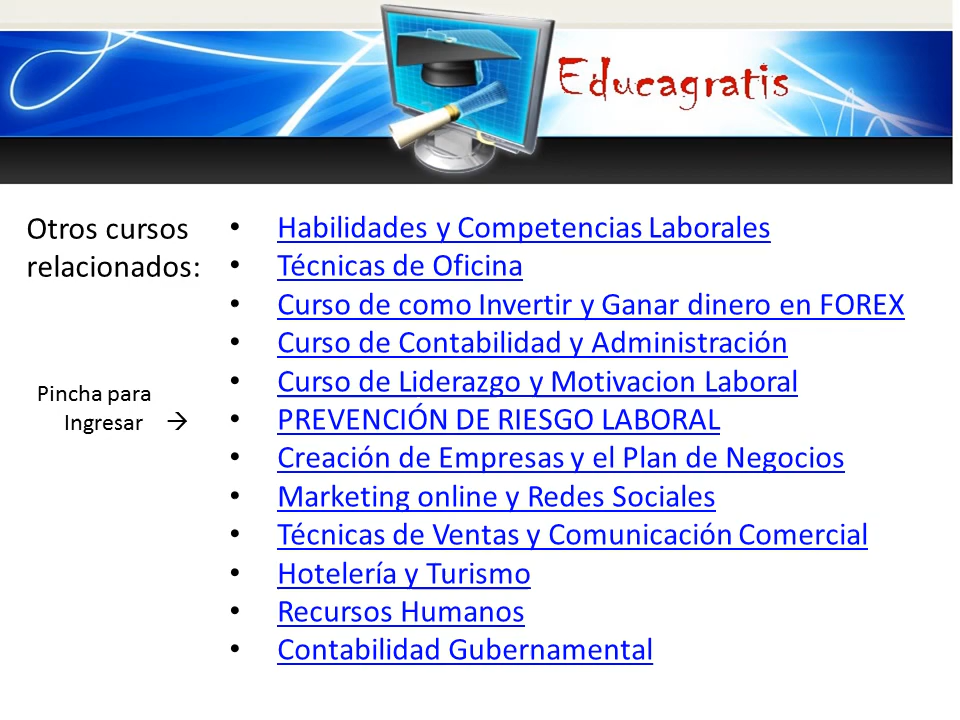 Educagratis
Otros cursos
relacionados:
Pincha para
Ingresar →
• Habilidades y Competencias Laborales
• Técnicas de Oficina
• Curso de como Invertir y Ganar dinero en FOREX
• Curso de Contabilidad y Administración
• Curso de Liderazgo y Motivacion Laboral
• PREVENCIÓN DE RIESGO LABORAL
• Creación de Empresas y el Plan de Negocios
• Marketing online y Redes Sociales
• Técnicas de Ventas y Comunicación Comercial
• Hotelería y Turismo
• Recursos Humanos
• Contabilidad Gubernamental